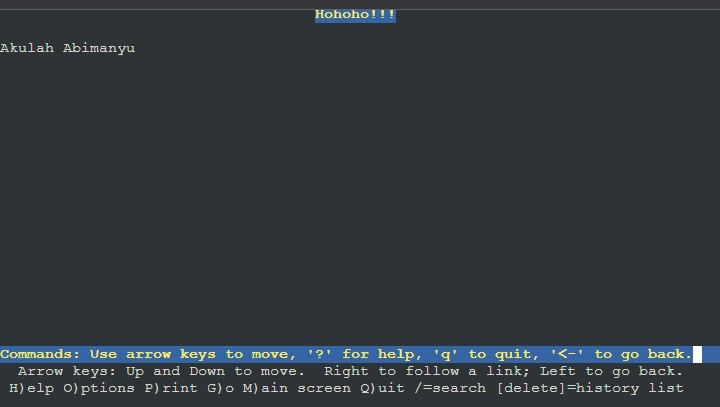 Hohoho!!!
Akulah Abimanyu
Commands: Use arrow keys to move, '?' for help, 'q' to quit, '<-' to go back.
Arrow keys: Up and Down to move.  Right to follow a link; Left to go back.
H)elp O)ptions P)rint G)o M)ain screen Q)uit /=search [delete]=history list